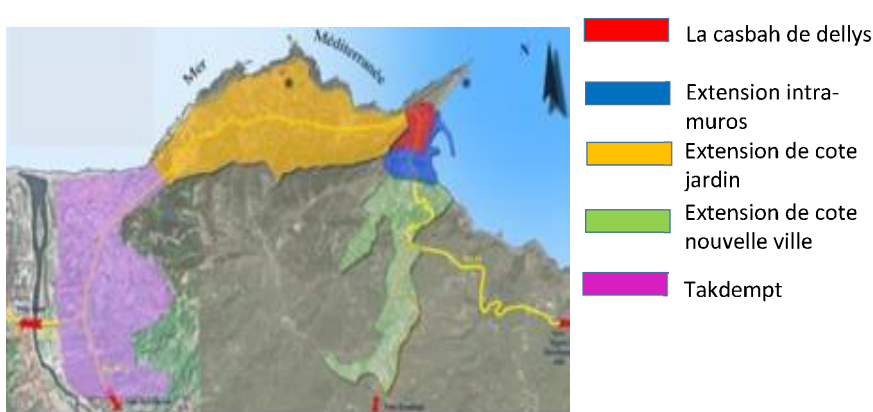 Mer
Méditerranée
N
La casbah de dellys
Extension intra-
muros
Extension de cote
jardin
Extension de cote
nouvelle ville
Takdempt